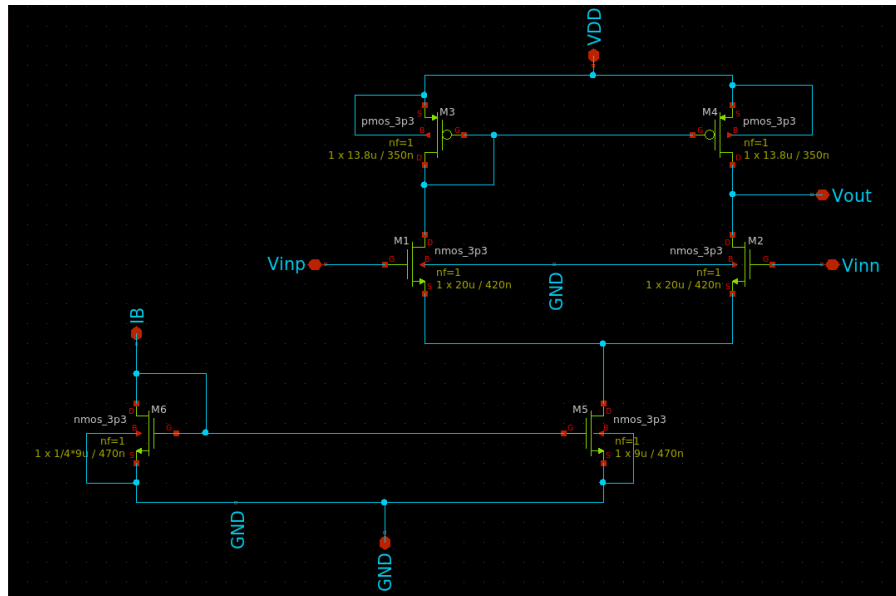 VDD
S
M3
pmos_3p3
B
G
nf=1
1 x 13.8u / 350n
D
S
M4
pmos_3p3
G
B
nf=1
1 x 13.8u / 350n
D
Vout
M1
D
nmos_3p3
Vinp
G
B
nf=1
1 x 20u / 420n
S
GND
D
M2
nmos_3p3
B
G
Vinn
nf=1
1 x 20u / 420n
S
IB
D
M6
nmos_3p3
B
G
nf=1
1 x 1/4*9u / 470n
S
M5
D
nmos_3p3
G
B
nf=1
1 x 9u / 470n
S
GND
GND